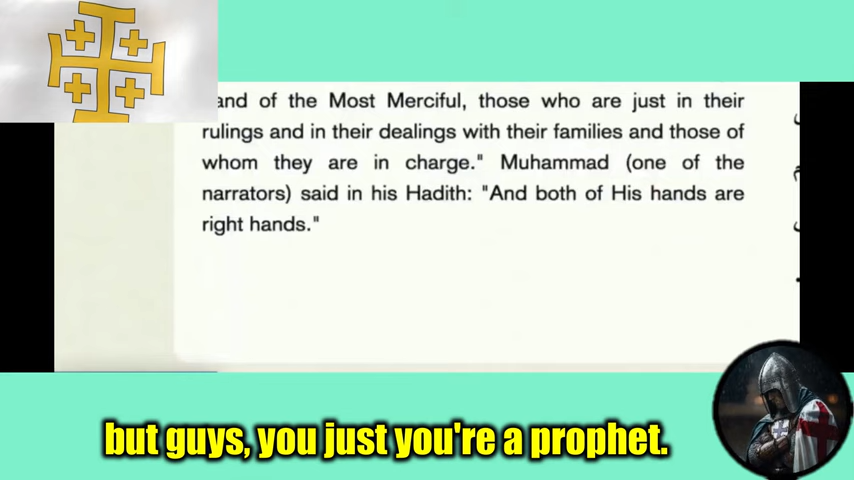 and of the Most Merciful, those who are just in their
rulings and in their dealings with their families and those of
whom they are in charge." Muhammad (one of the
narrators) said in his Hadith: "And both of His hands are
right hands."
but guys, you just you're a prophet.